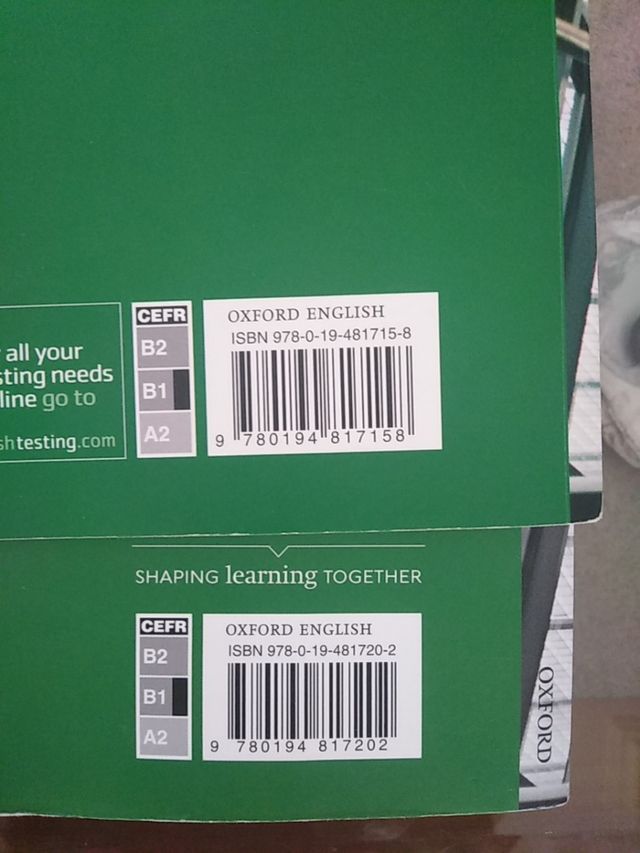 all your
sting needs
line go to
shtesting.com
CEFR
B2
B1
A2
OXFORD ENGLISH
ISBN 978-0-19-481715-8
9 780194 817158
SHAPING learning TOGETHER
CEFR
B2
B1
A2
OXFORD ENGLISH
ISBN 978-0-19-481720-2
9 780194 817202
OXFORD